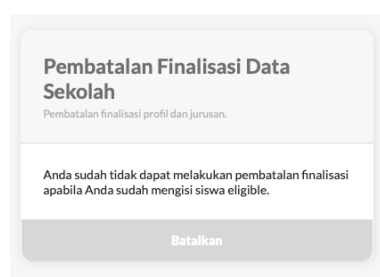 Pembatalan Finalisasi Data
Sekolah
Pembatalan finalisasi profil dan jurusan.
Anda sudah tidak dapat melakukan pembatalan finalisasi
apabila Anda sudah mengisi siswa eligible.
Batalkan